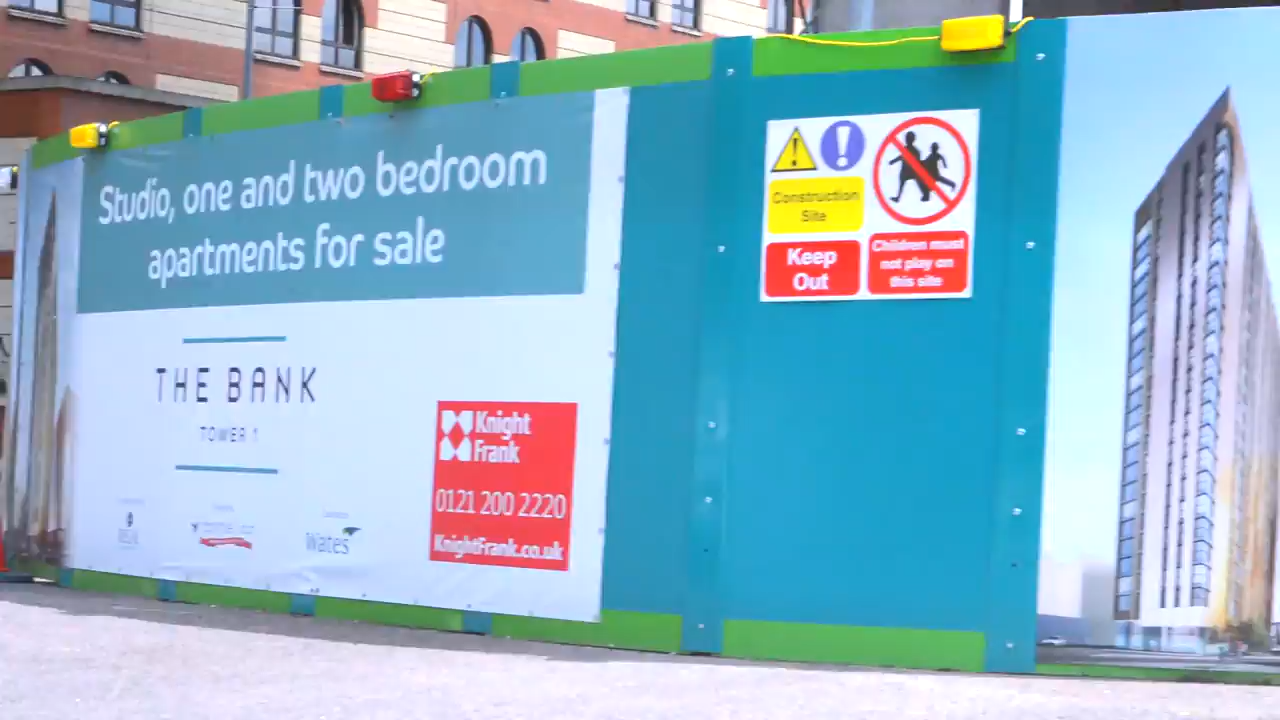 Studio, one and two bedroom
apartments for sale
THE BANK
TOWER 1
Wates
Knight
Frank
0121 200 2220
KnightFrank.co.uk
Construction
Site
Keep
Out
Children must
not play on
this site